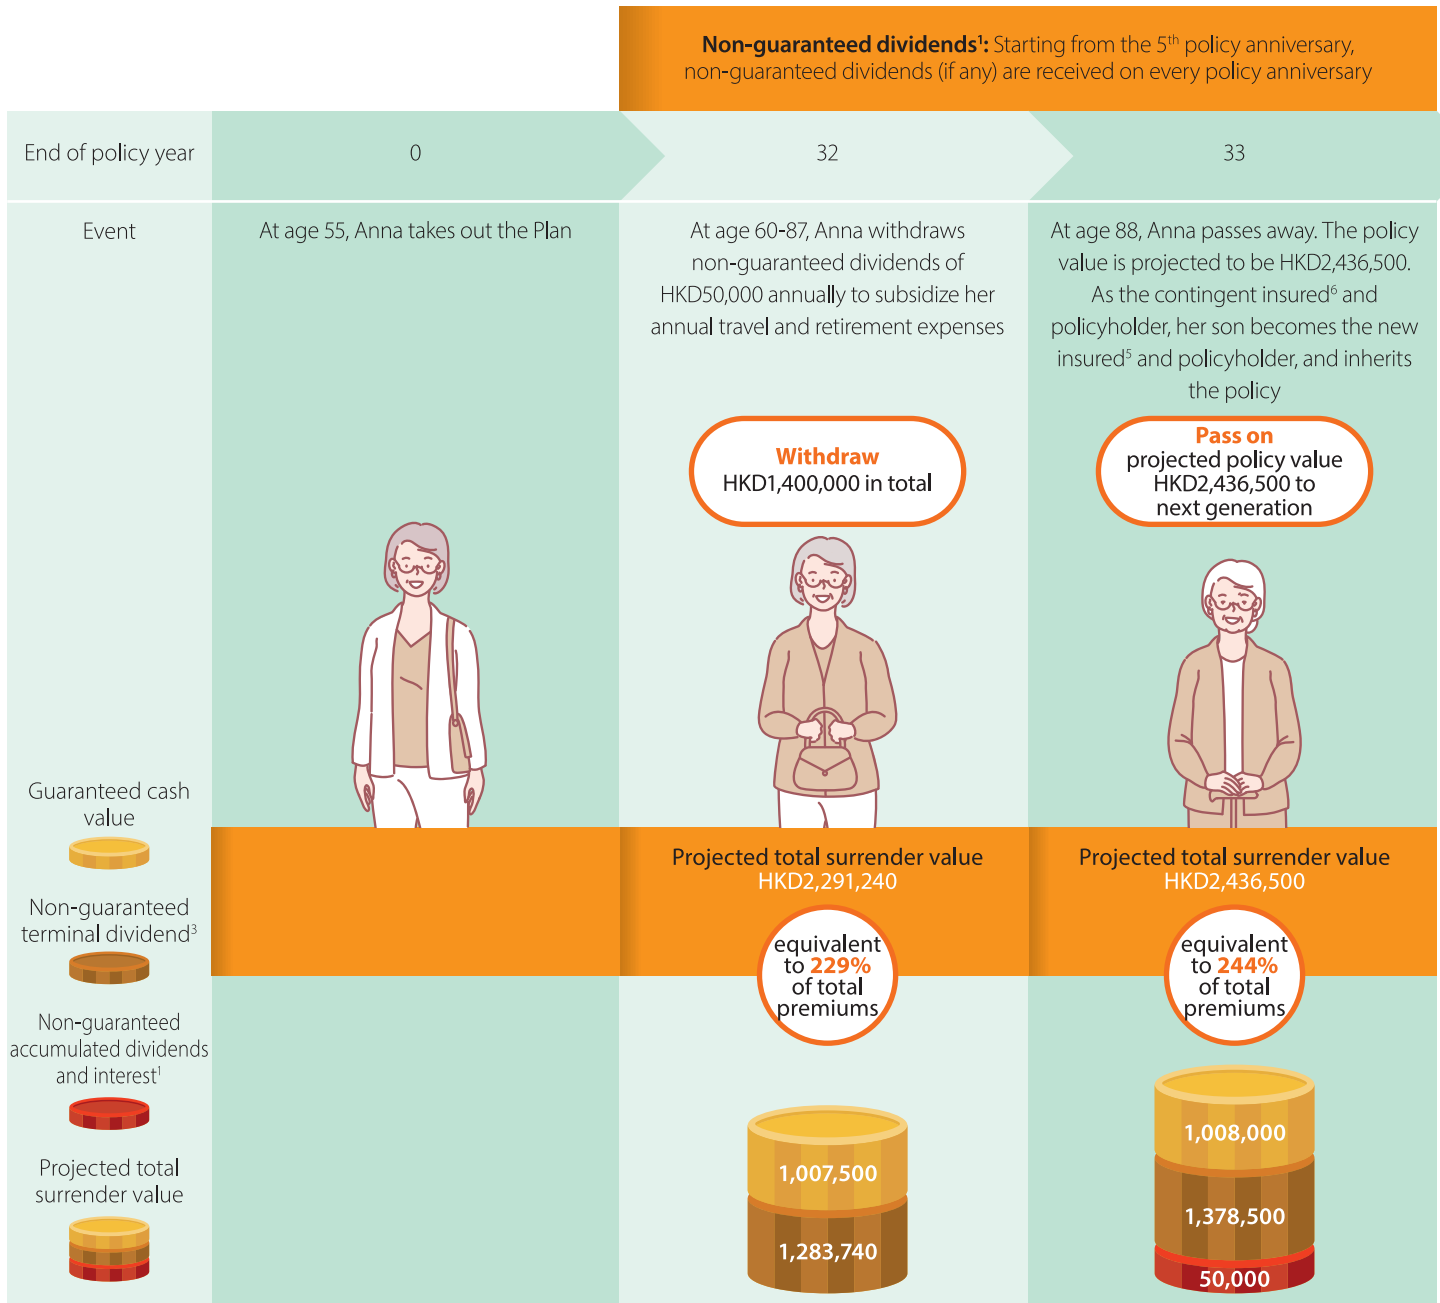 Non-guaranteed dividends¹: Starting from the 5th policy anniversary,
non-guaranteed dividends (if any) are received on every policy anniversary
End of policy year
0
32
33
Event
At age 55, Anna takes out the Plan
At age 60-87, Anna withdraws
non-guaranteed dividends of
HKD50,000 annually to subsidize her
annual travel and retirement expenses
At age 88, Anna passes away. The policy
value is projected to be HKD2,436,500.
As the contingent insured⁶ and
policyholder, her son becomes the new
insured⁵ and policyholder, and inherits
the policy
Withdraw
HKD1,400,000 in total
Pass on
projected policy value
HKD2,436,500 to
next generation
Guaranteed cash
value
Non-guaranteed
terminal dividend³
Non-guaranteed
accumulated dividends
and interest¹
Projected total
surrender value
Projected total surrender value
HKD2,291,240
equivalent
to 229%
of total
premiums
1,007,500
1,283,740
Projected total surrender value
HKD2,436,500
equivalent
to 244%
of total
premiums
1,008,000
1,378,500
50,000